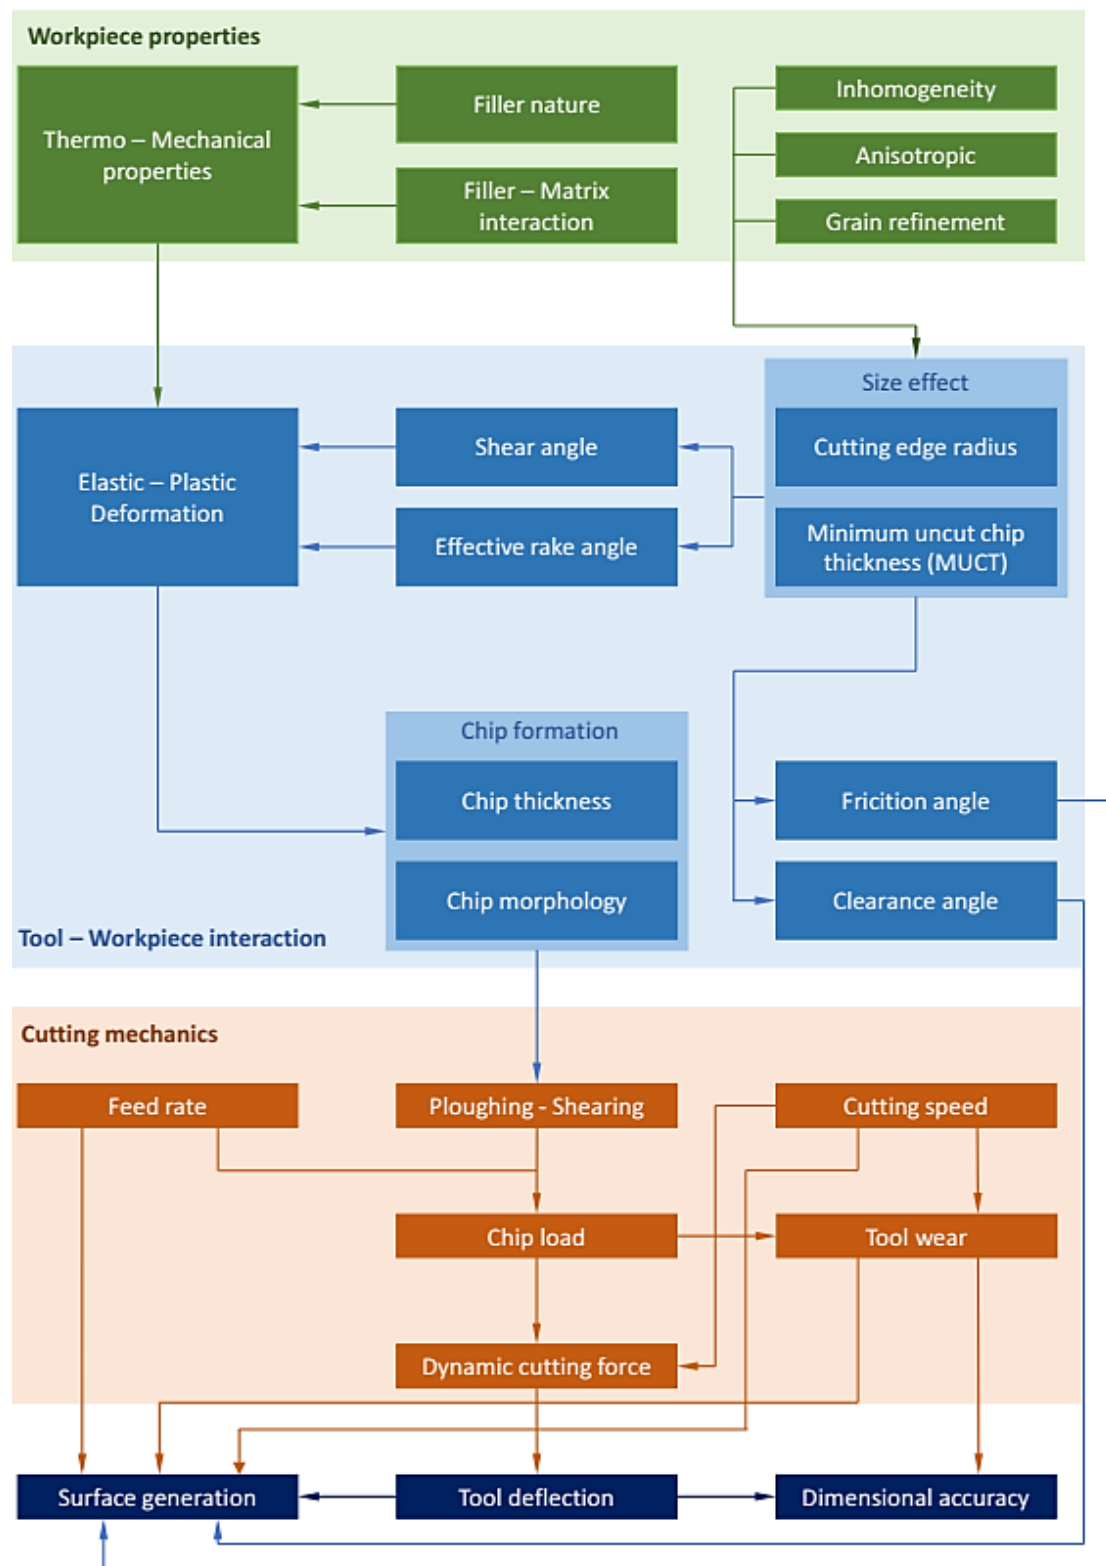 Workpiece properties
Thermo – Mechanical
properties
Filler nature
Filler – Matrix
interaction
Inhomogeneity
Anisotropic
Grain refinement
Size effect
Cutting edge radius
Minimum uncut chip
thickness (MUCT)
Shear angle
Effective rake angle
Elastic – Plastic
Deformation
Chip formation
Chip thickness
Chip morphology
Fricition angle
Clearance angle
Tool – Workpiece interaction
Cutting mechanics
Feed rate
Ploughing - Shearing
Cutting speed
Chip load
Tool wear
Dynamic cutting force
Surface generation
Tool deflection
Dimensional accuracy